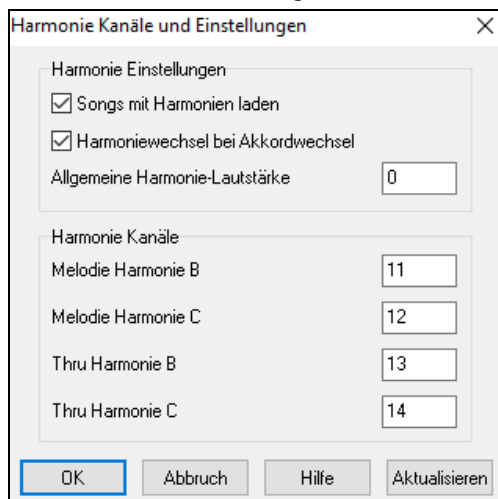 Harmonie Kanäle und Einstellungen
Harmonie Einstellungen
Songs mit Harmonien laden
Harmoniewechsel bei Akkordwechsel
Allgemeine Harmonie-Lautstärke 0
Harmonie Kanäle
Melodie Harmonie B 11
Melodie Harmonie C 12
Thru Harmonie B 13
Thru Harmonie C 14
OK Abbruch Hilfe Aktualisieren